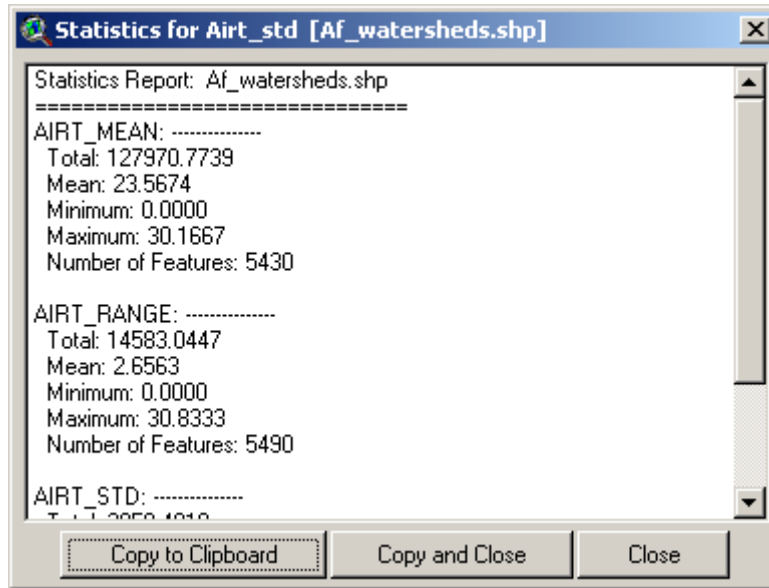 Statistics for Airt_std [Af_watersheds.shp]
Statistics Report: Af_watersheds.shp
===============================
AIRT_MEAN: ---------------
Total: 127970.7739
Mean: 23.5674
Minimum: 0.0000
Maximum: 30.1667
Number of Features: 5430
AIRT_RANGE: ---------------
Total: 14583.0447
Mean: 2.6563
Minimum: 0.0000
Maximum: 30.8333
Number of Features: 5490
AIRT_STD: ---------------
Copy to Clipboard Copy and Close Close